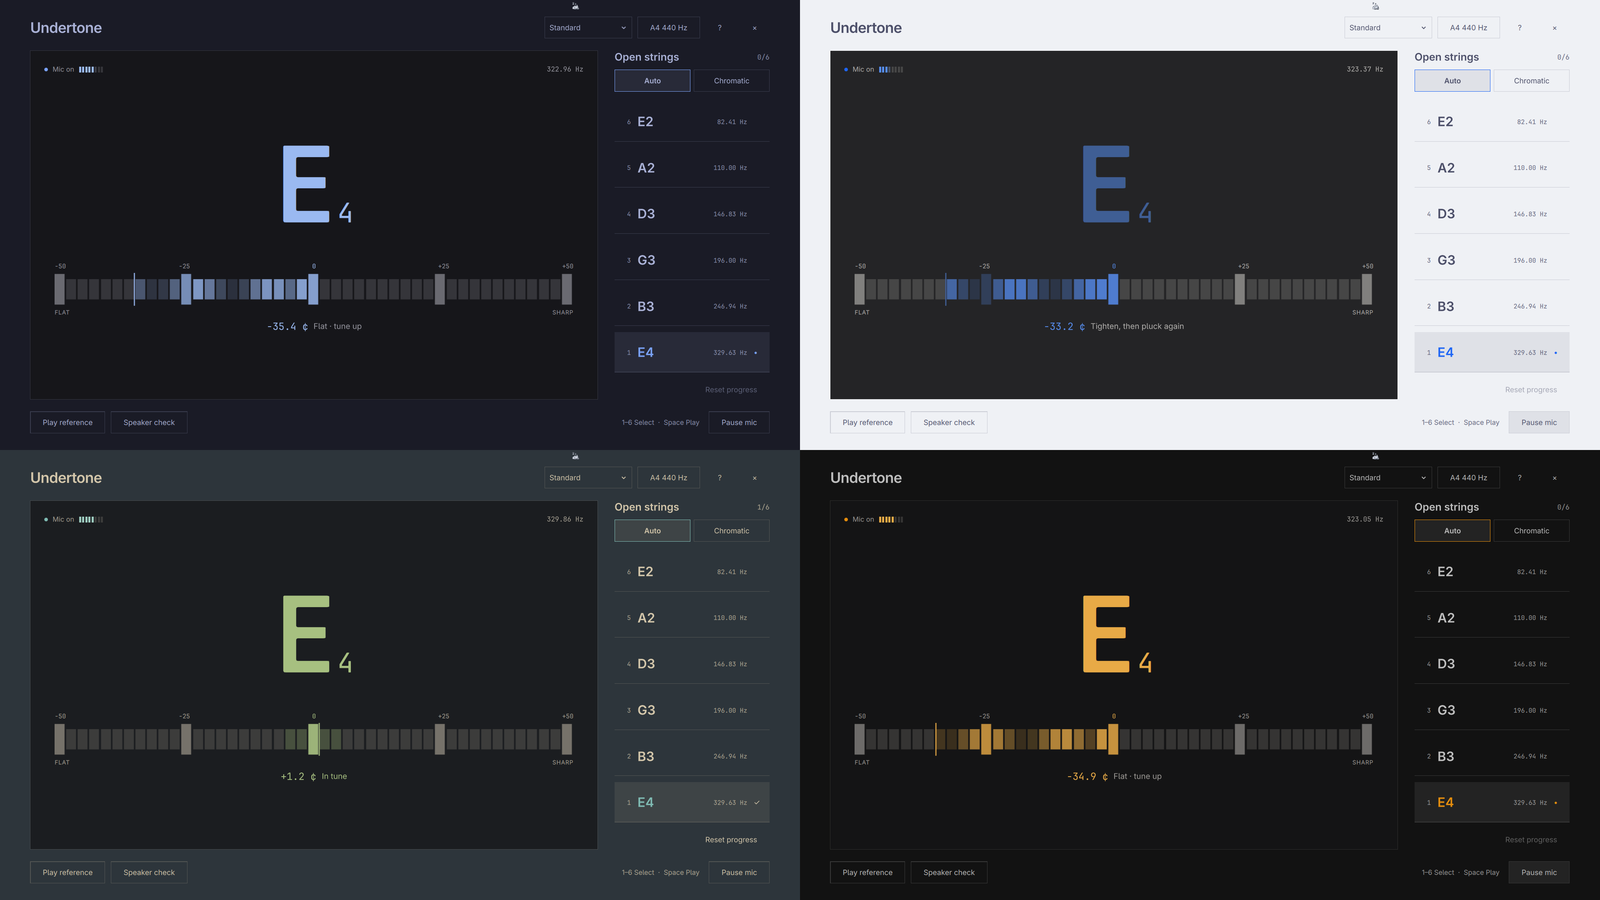 Undertone
Standard
A4 440 Hz
?
×
Mic on
322.96 Hz
E
4
-50
-25
0
+25
+50
FLAT
SHARP
-35.4 ¢ Flat · tune up
Open strings
0/6
Auto
Chromatic
6 E2 82.41 Hz
5 A2 110.00 Hz
4 D3 146.83 Hz
3 G3 196.00 Hz
2 B3 246.94 Hz
1 E4 329.63 Hz
Reset progress
Play reference
Speaker check
1–6 Select · Space Play
Pause mic
Undertone
Standard
A4 440 Hz
?
×
Mic on
323.37 Hz
E
4
-50
-25
0
+25
+50
FLAT
SHARP
-33.2 ¢ Tighten, then pluck again
Open strings
0/6
Auto
Chromatic
6 E2 82.41 Hz
5 A2 110.00 Hz
4 D3 146.83 Hz
3 G3 196.00 Hz
2 B3 246.94 Hz
1 E4 329.63 Hz
Reset progress
Play reference
Speaker check
1–6 Select · Space Play
Pause mic
Undertone
Standard
A4 440 Hz
?
×
Mic on
329.86 Hz
E
4
-50
-25
0
+25
+50
FLAT
SHARP
+1.2 ¢ In tune
Open strings
1/6
Auto
Chromatic
6 E2 82.41 Hz
5 A2 110.00 Hz
4 D3 146.83 Hz
3 G3 196.00 Hz
2 B3 246.94 Hz
1 E4 329.63 Hz ✓
Reset progress
Play reference
Speaker check
1–6 Select · Space Play
Pause mic
Undertone
Standard
A4 440 Hz
?
×
Mic on
323.05 Hz
E
4
-50
-25
0
+25
+50
FLAT
SHARP
-34.9 ¢ Flat · tune up
Open strings
0/6
Auto
Chromatic
6 E2 82.41 Hz
5 A2 110.00 Hz
4 D3 146.83 Hz
3 G3 196.00 Hz
2 B3 246.94 Hz
1 E4 329.63 Hz
Reset progress
Play reference
Speaker check
1–6 Select · Space Play
Pause mic